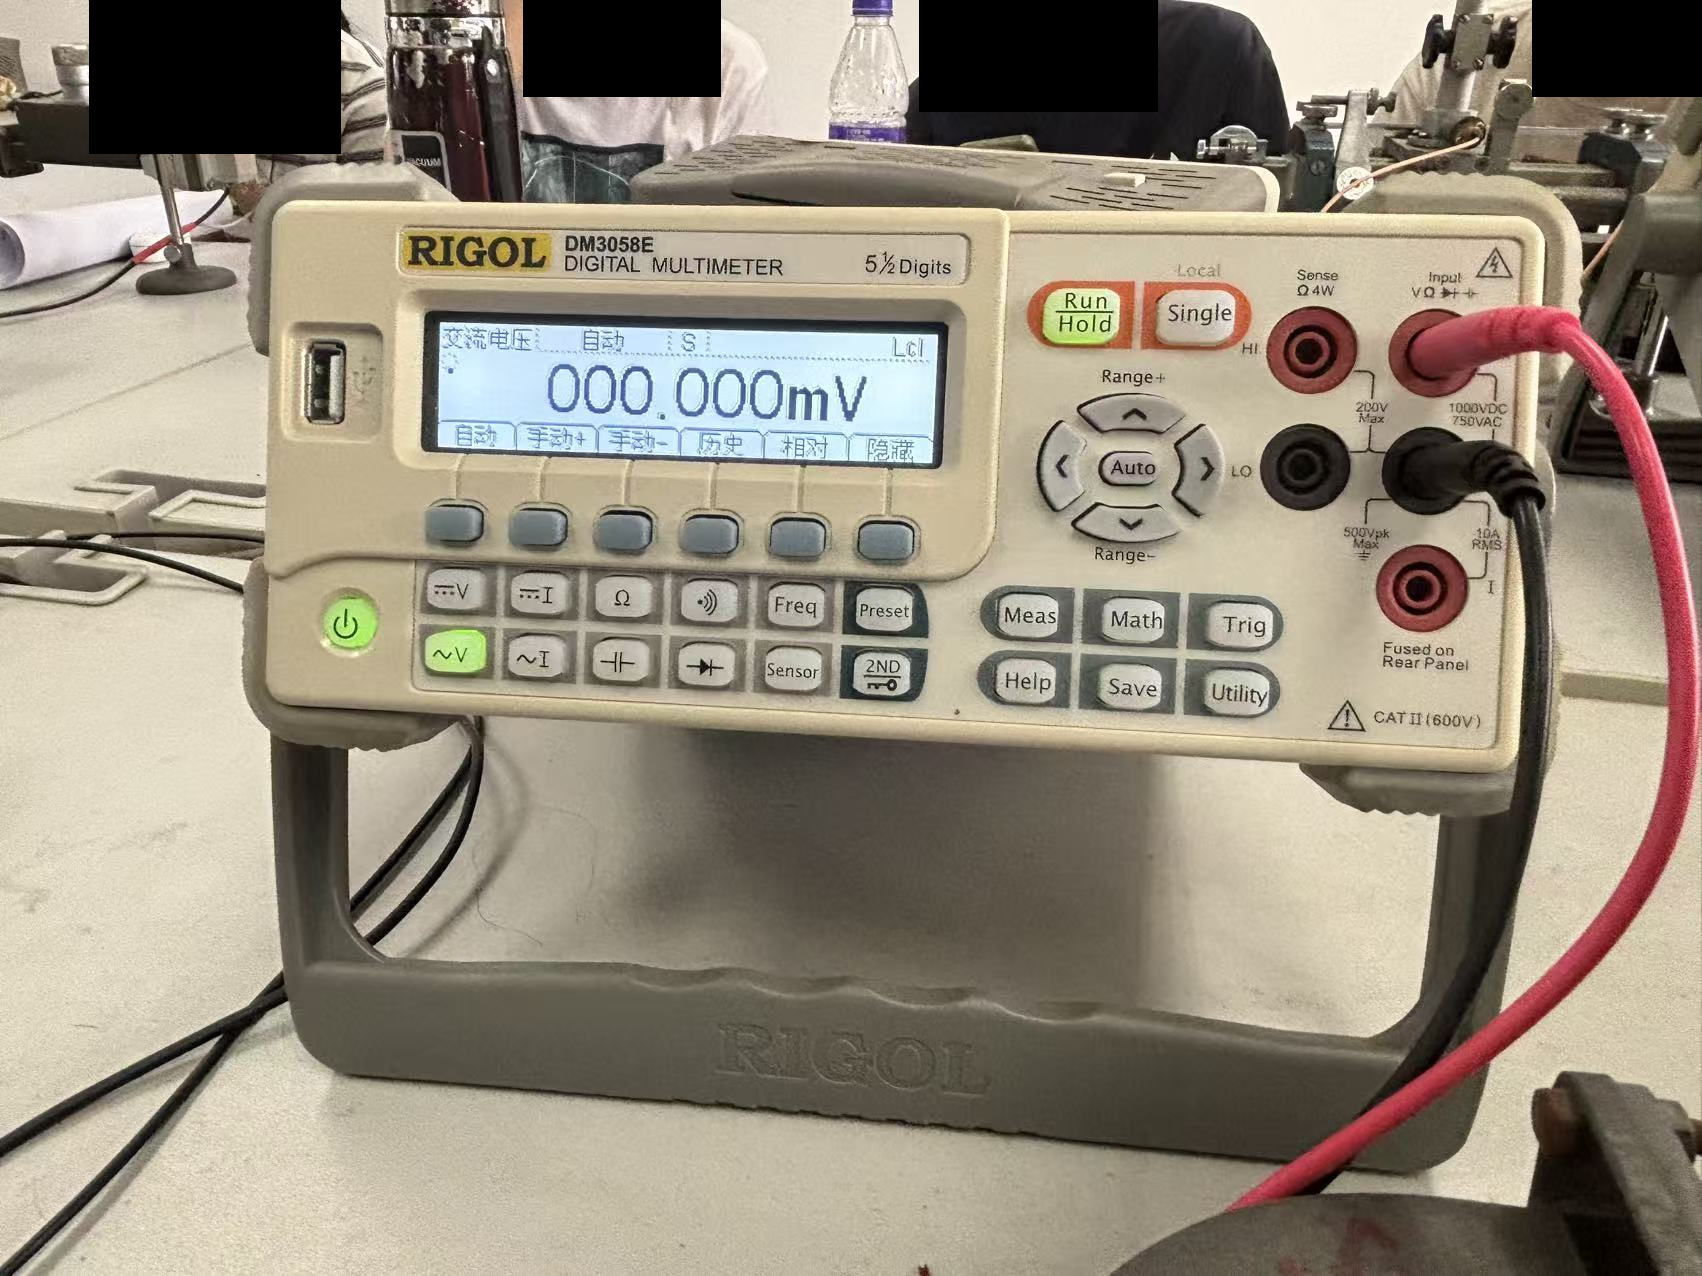 RIGOL
DM3058E
DIGITAL MULTIMETER
5½ Digits
交流电压 自动 S Lcl
000.000mV
自动 手动+ 手动- 历史 相对 隐藏
Run
Hold
Local
Single
Range+
Auto
Range-
Sense
Ω 4W
Input
VΩ
HI
200V
Max
1000VDC
750VAC
LO
500Vpk
Max
10A
RMS
I
Fused on
Rear Panel
CAT II (600V)
V I Ω Freq Preset
~V ~I Sensor 2ND
Meas Math Trig
Help Save Utility
RIGOL
VACUUM